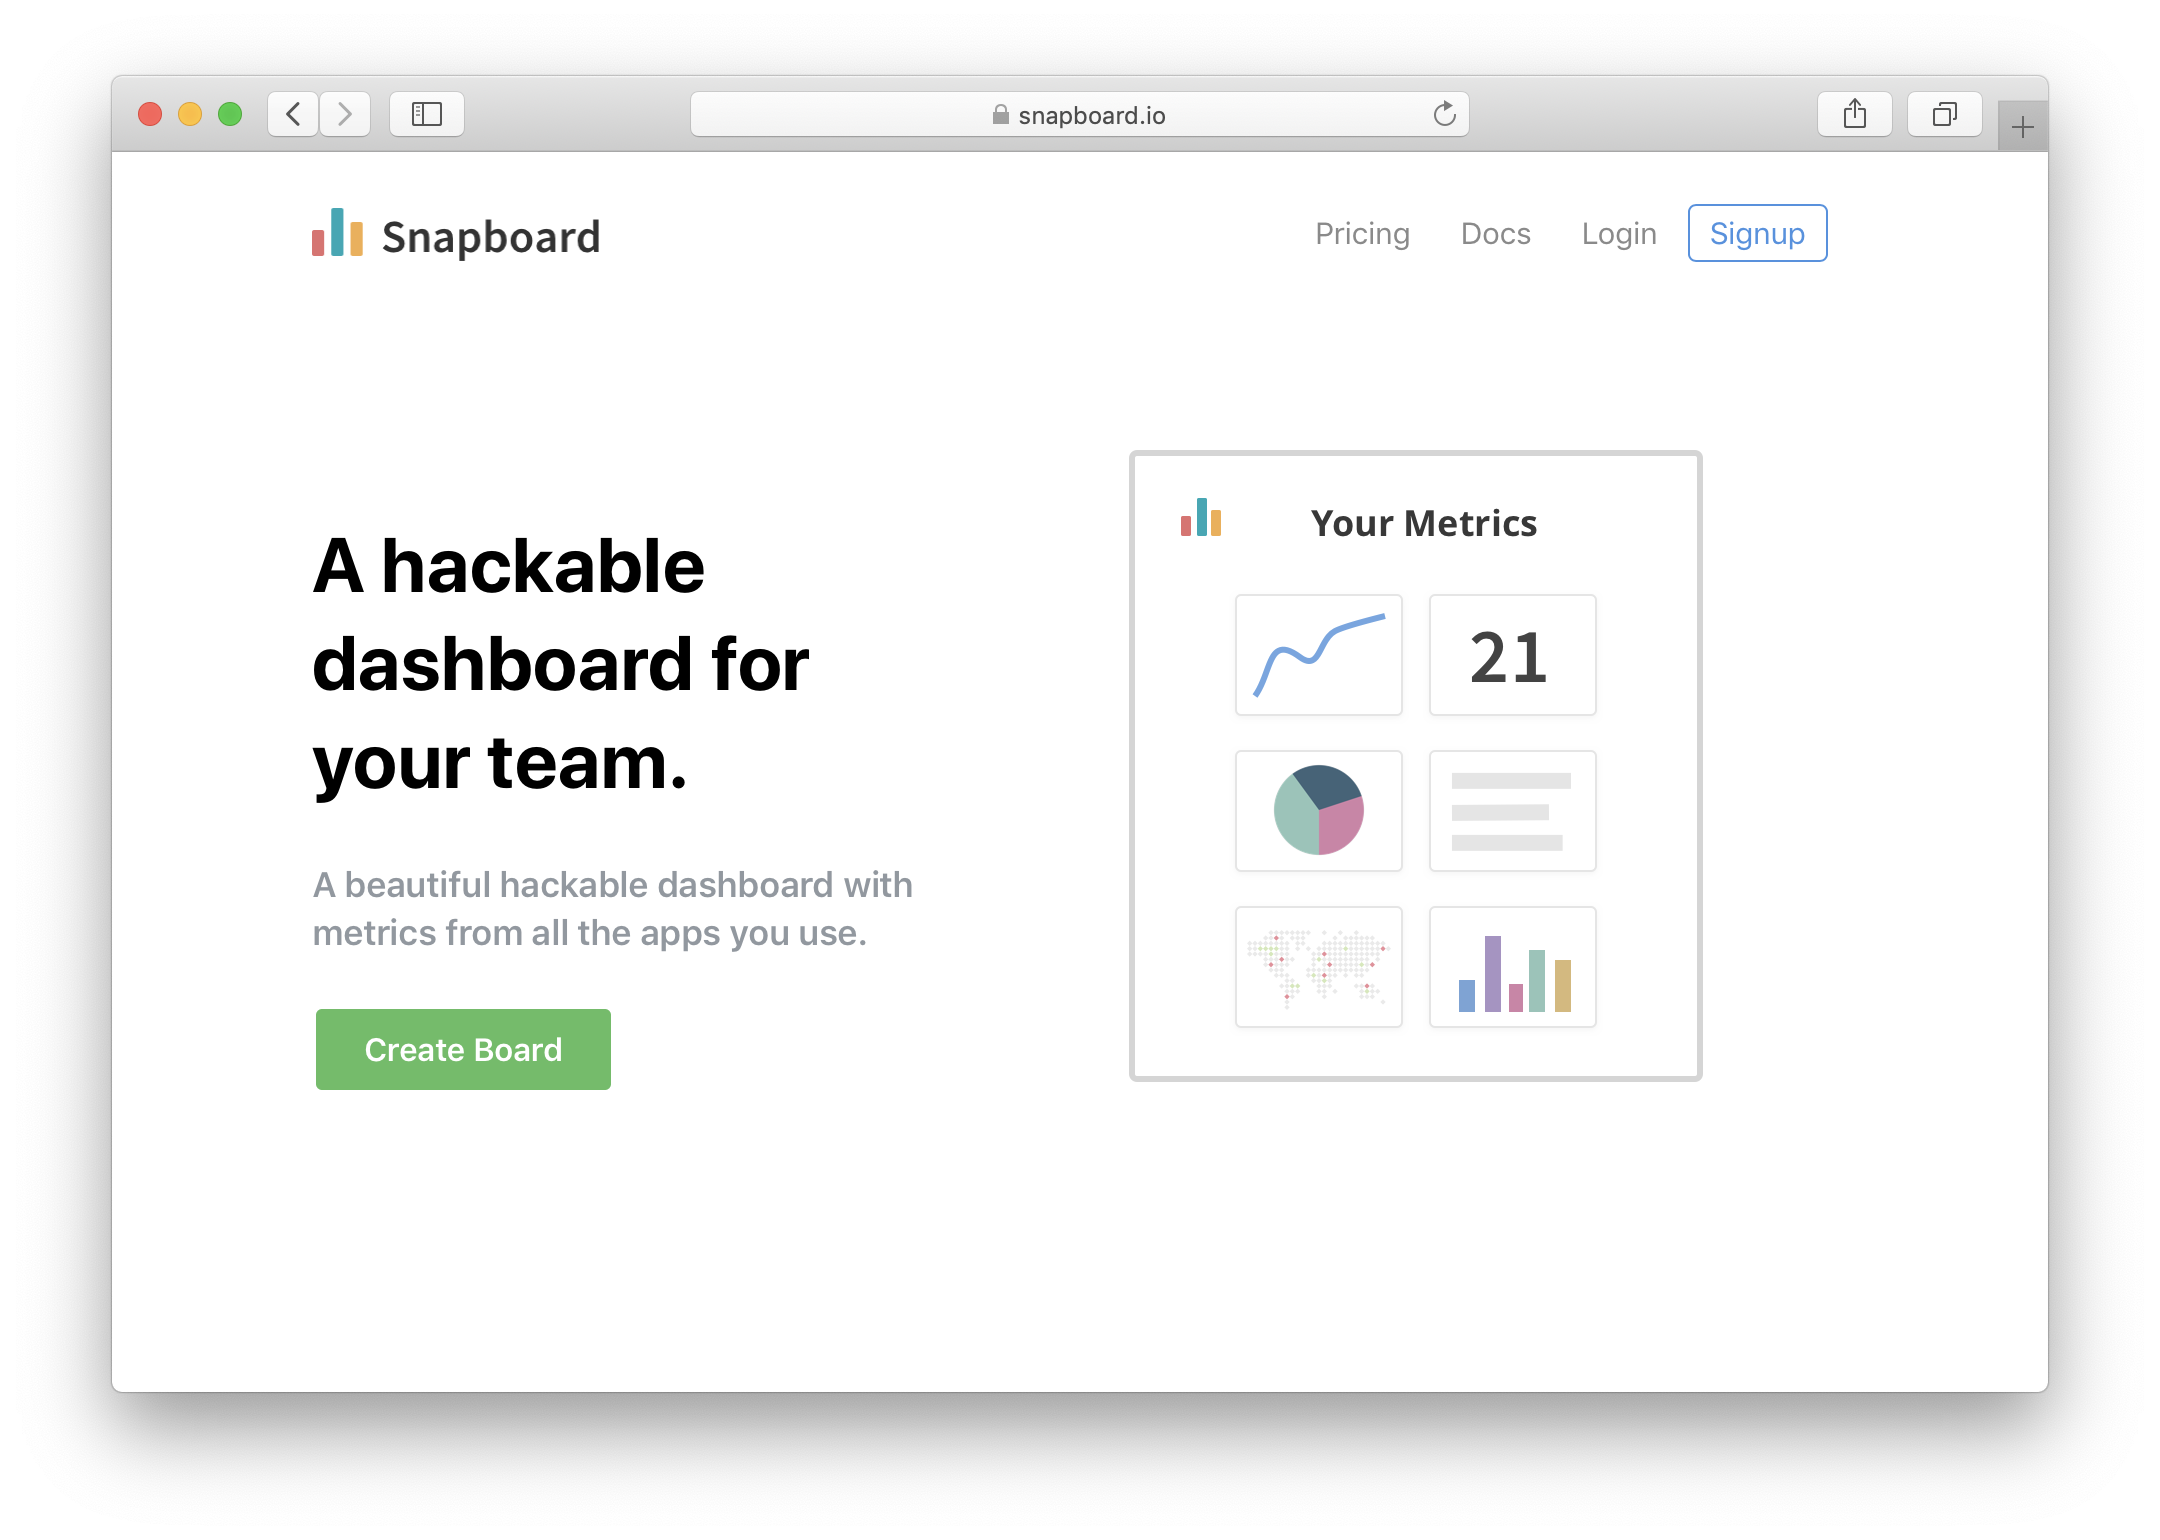 snapboard.io
Snapboard
Pricing Docs Login Signup
A hackable
dashboard for
your team.
A beautiful hackable dashboard with
metrics from all the apps you use.
Create Board
Your Metrics
21